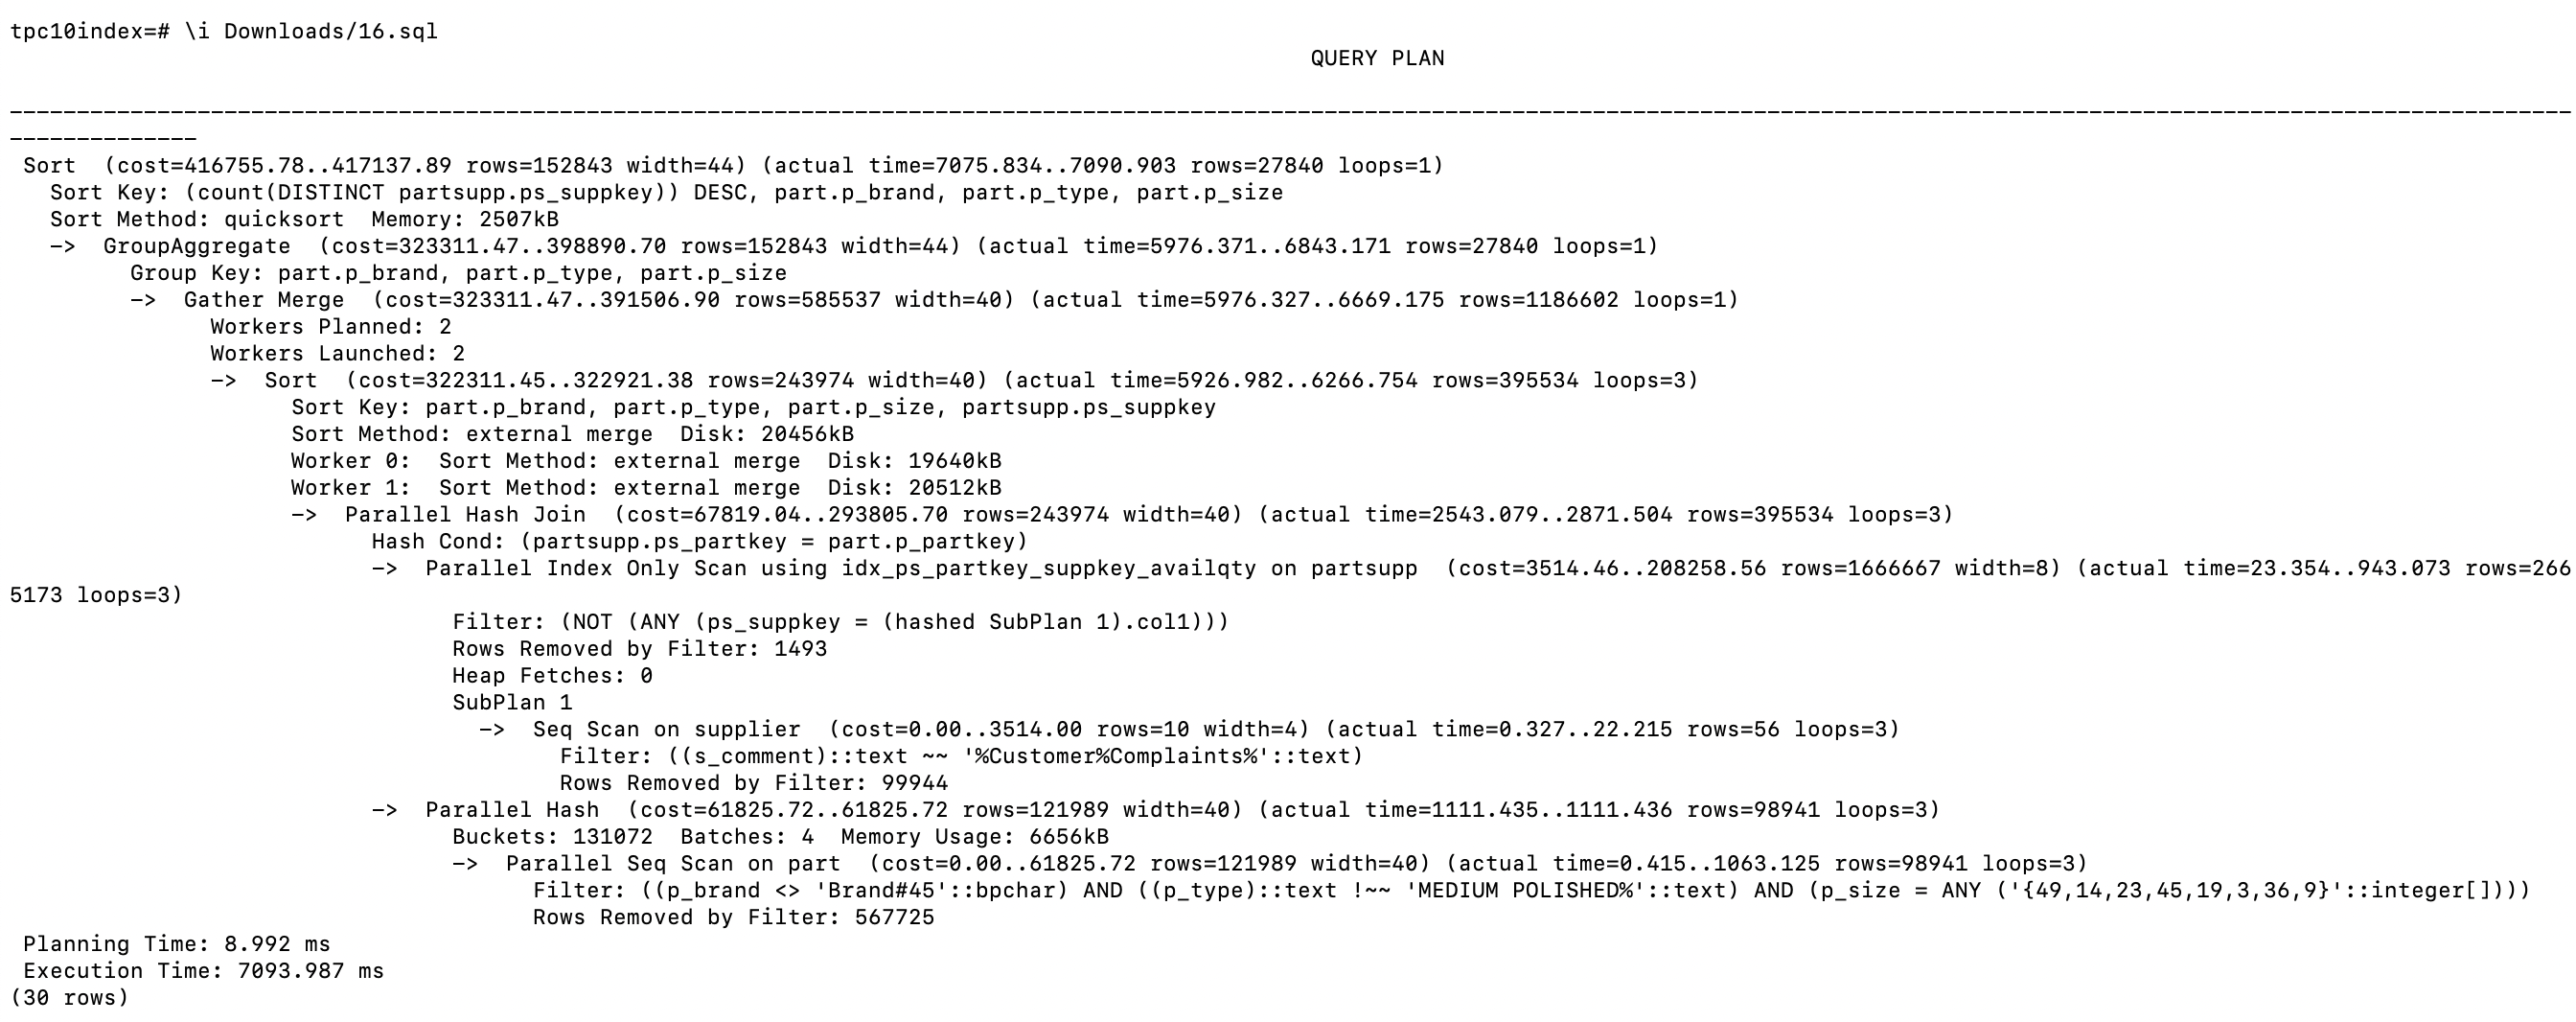 tpc10index=# \i Downloads/16.sql
QUERY PLAN
----------------------------------------------------------------------------------------------------------------------------------------------------------------------------------------------
--------------
Sort  (cost=416755.78..417137.89 rows=152843 width=44) (actual time=7075.834..7090.903 rows=27840 loops=1)
Sort Key: (count(DISTINCT partsupp.ps_suppkey)) DESC, part.p_brand, part.p_type, part.p_size
Sort Method: quicksort  Memory: 2507kB
->  GroupAggregate  (cost=323311.47..398890.70 rows=152843 width=44) (actual time=5976.371..6843.171 rows=27840 loops=1)
Group Key: part.p_brand, part.p_type, part.p_size
->  Gather Merge  (cost=323311.47..391506.90 rows=585537 width=40) (actual time=5976.327..6669.175 rows=1186602 loops=1)
Workers Planned: 2
Workers Launched: 2
->  Sort  (cost=322311.45..322921.38 rows=243974 width=40) (actual time=5926.982..6266.754 rows=395534 loops=3)
Sort Key: part.p_brand, part.p_type, part.p_size, partsupp.ps_suppkey
Sort Method: external merge  Disk: 20456kB
Worker 0:  Sort Method: external merge  Disk: 19640kB
Worker 1:  Sort Method: external merge  Disk: 20512kB
->  Parallel Hash Join  (cost=67819.04..293805.70 rows=243974 width=40) (actual time=2543.079..2871.504 rows=395534 loops=3)
Hash Cond: (partsupp.ps_partkey = part.p_partkey)
->  Parallel Index Only Scan using idx_ps_partkey_suppkey_availqty on partsupp  (cost=3514.46..208258.56 rows=1666667 width=8) (actual time=23.354..943.073 rows=266
5173 loops=3)
Filter: (NOT (ANY (ps_suppkey = (hashed SubPlan 1).col1)))
Rows Removed by Filter: 1493
Heap Fetches: 0
SubPlan 1
->  Seq Scan on supplier  (cost=0.00..3514.00 rows=10 width=4) (actual time=0.327..22.215 rows=56 loops=3)
Filter: ((s_comment)::text ~~ '%Customer%Complaints%'::text)
Rows Removed by Filter: 99944
->  Parallel Hash  (cost=61825.72..61825.72 rows=121989 width=40) (actual time=1111.435..1111.436 rows=98941 loops=3)
Buckets: 131072  Batches: 4  Memory Usage: 6656kB
->  Parallel Seq Scan on part  (cost=0.00..61825.72 rows=121989 width=40) (actual time=0.415..1063.125 rows=98941 loops=3)
Filter: ((p_brand <> 'Brand#45'::bpchar) AND ((p_type)::text !~~ 'MEDIUM POLISHED%'::text) AND (p_size = ANY ('{49,14,23,45,19,3,36,9}'::integer[])))
Rows Removed by Filter: 567725
Planning Time: 8.992 ms
Execution Time: 7093.987 ms
(30 rows)